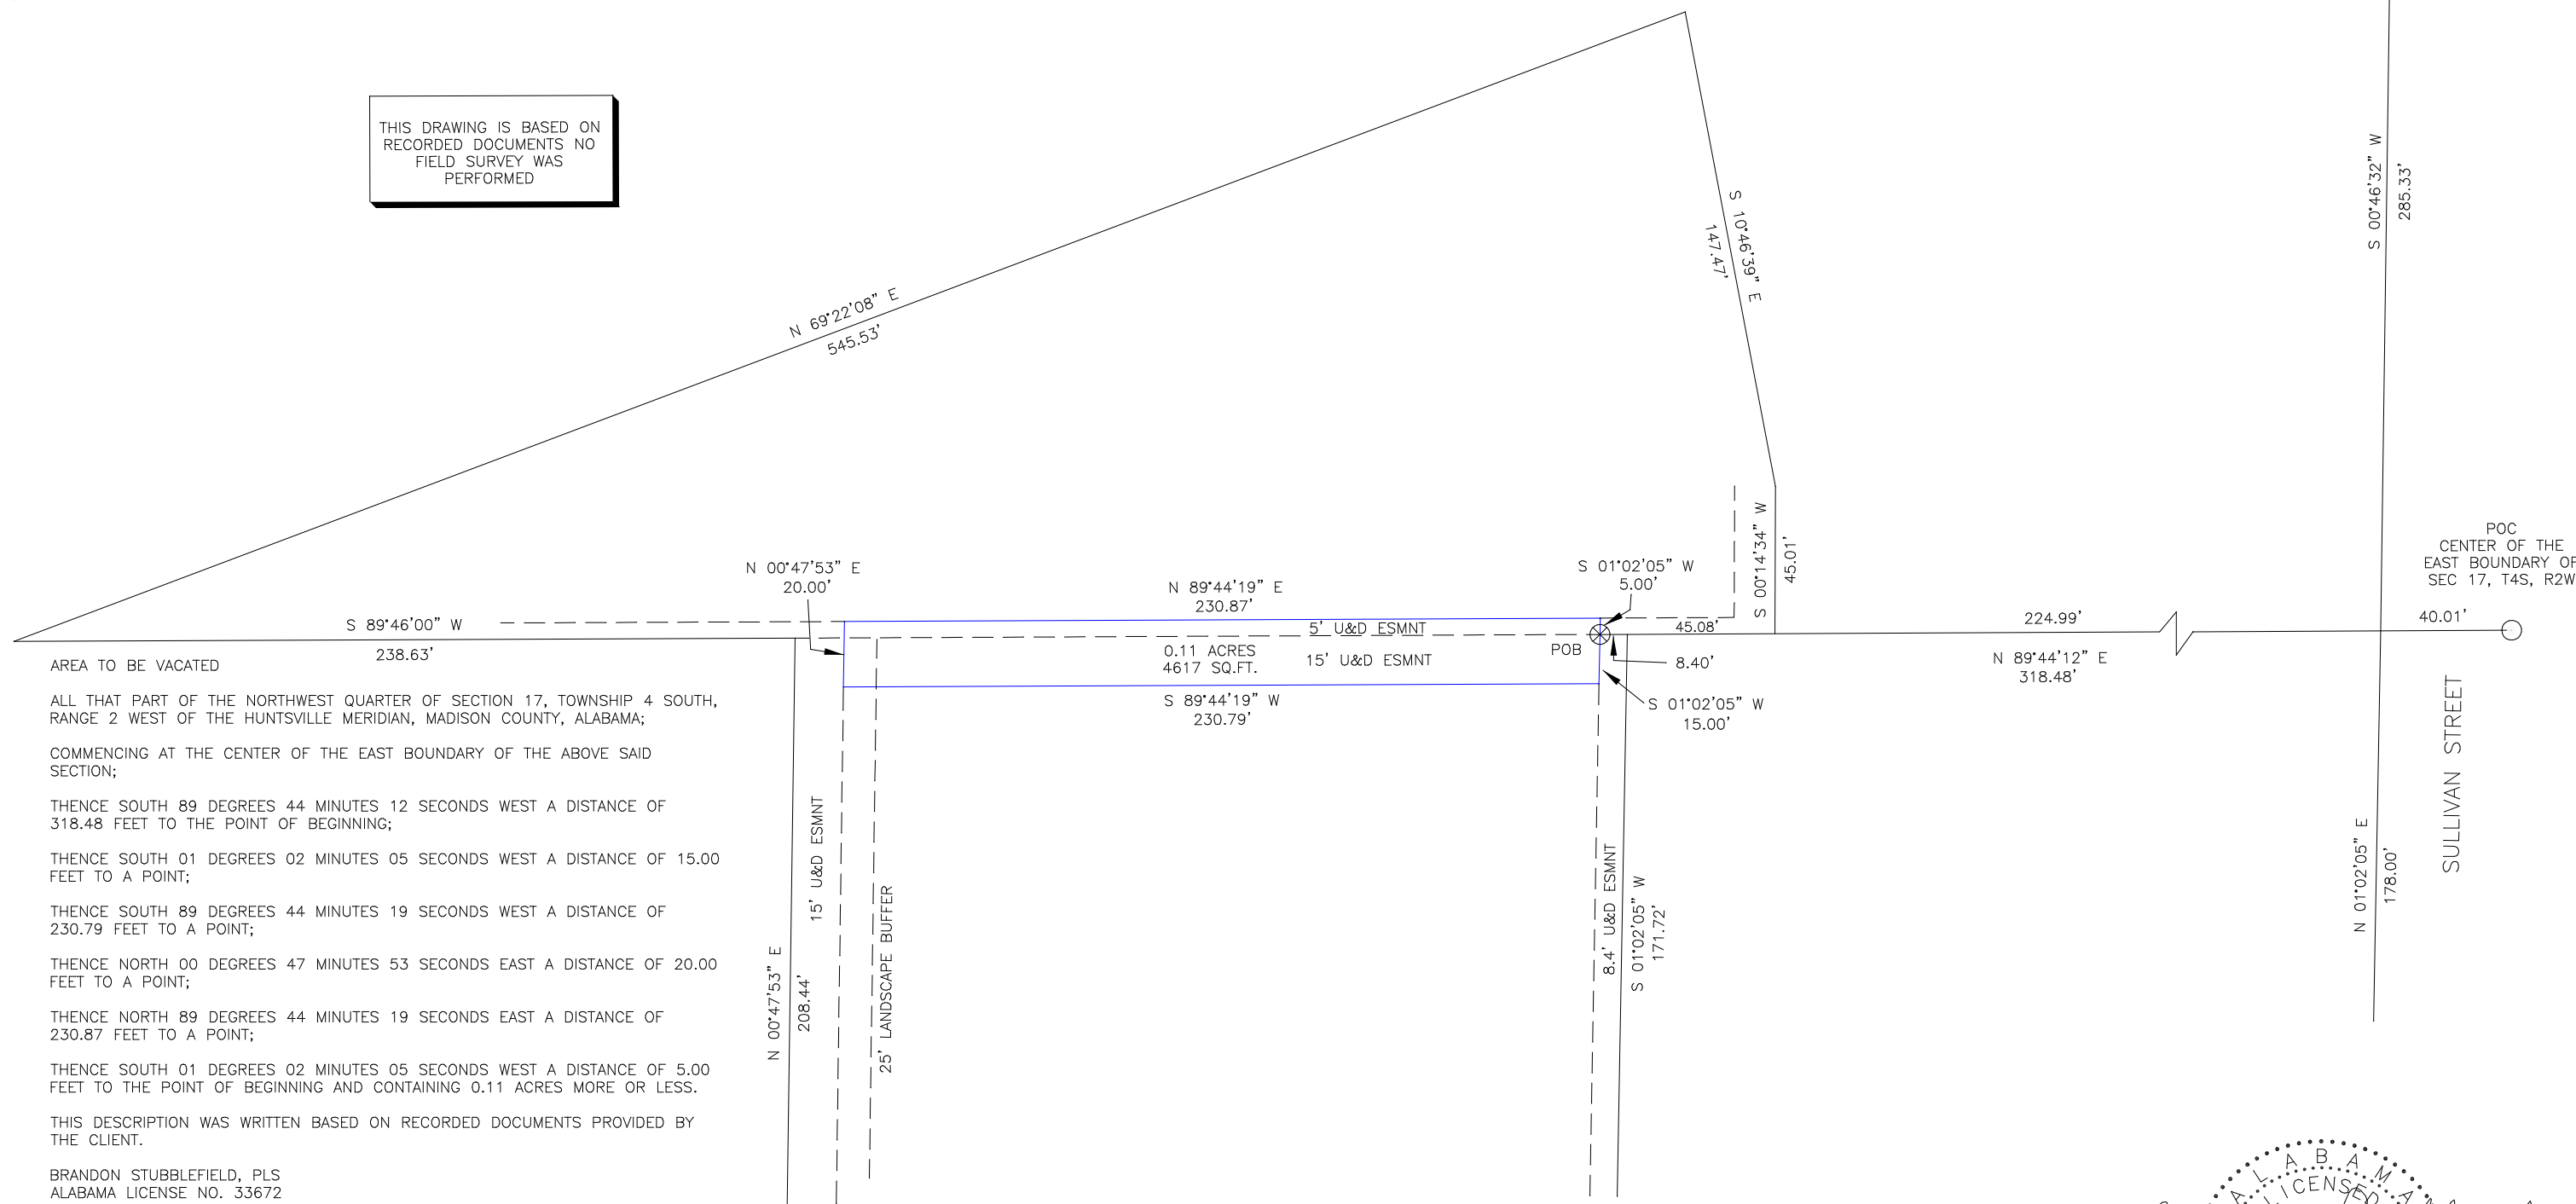 THIS DRAWING IS BASED ON
RECORDED DOCUMENTS NO
FIELD SURVEY WAS
PERFORMED
N 69°22'08" E
545.53'
S 10°46'39" E
147.47'
S 00°46'32" W
285.33'
S 00°14'34" W
45.01'
POC
CENTER OF THE
EAST BOUNDARY OF
SEC 17, T4S, R2W
N 00°47'53" E
20.00'
N 89°44'19" E
230.87'
S 01°02'05" W
5.00'
S 89°46'00" W
238.63'
5' U&D ESMNT
0.11 ACRES
4617 SQ.FT.
15' U&D ESMNT
POB
45.08'
8.40'
224.99'
N 89°44'12" E
318.48'
40.01'
S 89°44'19" W
230.79'
S 01°02'05" W
15.00'
SULLIVAN STREET
N 01°02'05" E
178.00'
N 00°47'53" E
208.44'
15' U&D ESMNT
25' LANDSCAPE BUFFER
8.4' U&D ESMNT
S 01°02'05" W
171.72'
AREA TO BE VACATED
ALL THAT PART OF THE NORTHWEST QUARTER OF SECTION 17, TOWNSHIP 4 SOUTH,
RANGE 2 WEST OF THE HUNTSVILLE MERIDIAN, MADISON COUNTY, ALABAMA;
COMMENCING AT THE CENTER OF THE EAST BOUNDARY OF THE ABOVE SAID
SECTION;
THENCE SOUTH 89 DEGREES 44 MINUTES 12 SECONDS WEST A DISTANCE OF
318.48 FEET TO THE POINT OF BEGINNING;
THENCE SOUTH 01 DEGREES 02 MINUTES 05 SECONDS WEST A DISTANCE OF 15.00
FEET TO A POINT;
THENCE SOUTH 89 DEGREES 44 MINUTES 19 SECONDS WEST A DISTANCE OF
230.79 FEET TO A POINT;
THENCE NORTH 00 DEGREES 47 MINUTES 53 SECONDS EAST A DISTANCE OF 20.00
FEET TO A POINT;
THENCE NORTH 89 DEGREES 44 MINUTES 19 SECONDS EAST A DISTANCE OF
230.87 FEET TO A POINT;
THENCE SOUTH 01 DEGREES 02 MINUTES 05 SECONDS WEST A DISTANCE OF 5.00
FEET TO THE POINT OF BEGINNING AND CONTAINING 0.11 ACRES MORE OR LESS.
THIS DESCRIPTION WAS WRITTEN BASED ON RECORDED DOCUMENTS PROVIDED BY
THE CLIENT.
BRANDON STUBBLEFIELD, PLS
ALABAMA LICENSE NO. 33672
ALABAMA
LICENSED